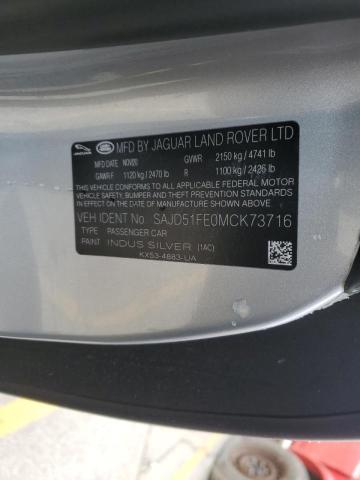 MFD BY JAGUAR LAND ROVER LTD
MFD NOV20 GVWR 2150 kg / 4741 lb
GAWR F 1120 kg / 2470 lb R 1100 kg / 2426 lb
THIS VEHICLE CONFORMS TO ALL APPLICABLE FEDERAL MOTOR
VEHICLE SAFETY, BUMPER, AND THEFT PREVENTION STANDARDS
IN EFFECT ON THE DATE OF MANUFACTURE SHOWN ABOVE
VEH IDENT No SAJD51FE0MCK73716
TYPE PASSENGER CAR
PAINT INDUS SILVER (1AC)
KX53-4883-UA